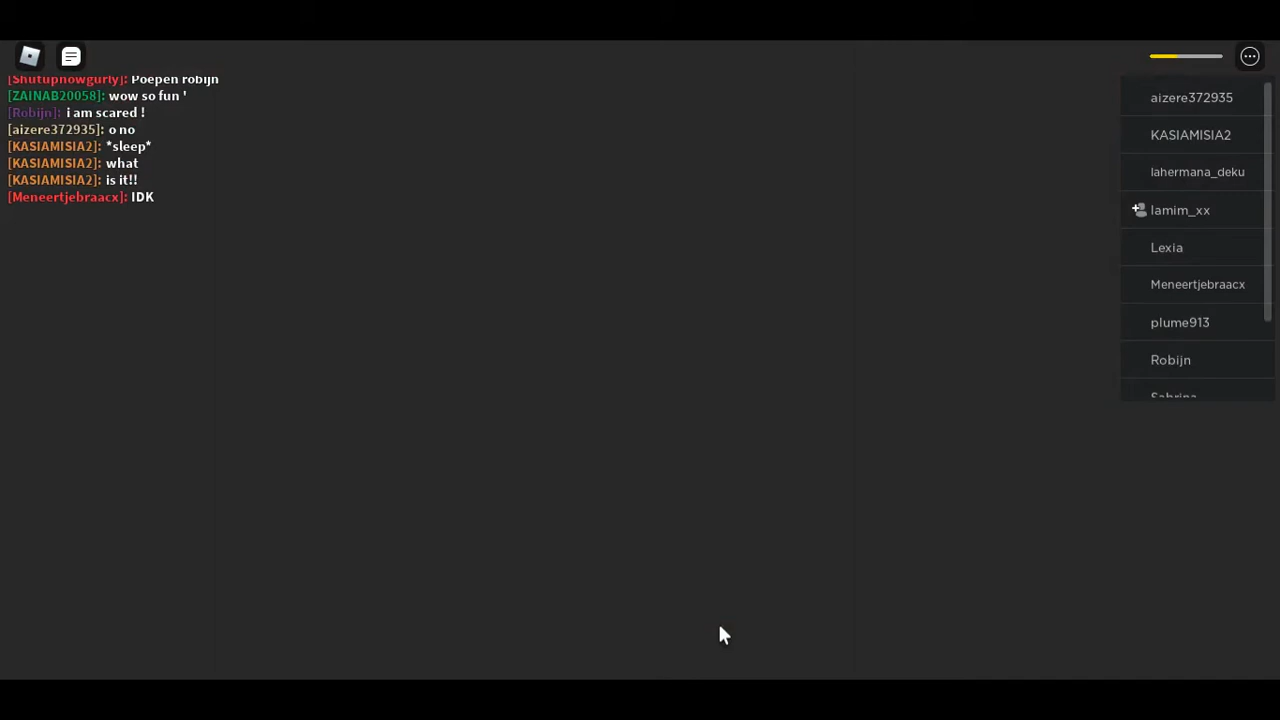 [Shutupnowgurly]: Poepen robijn
[ZAINAB20058]: wow so fun '
[Robijn]: i am scared !
[aizere372935]: o no
[KASIAMISIA2]: *sleep*
[KASIAMISIA2]: what
[KASIAMISIA2]: is it!!
[Meneertjebraacx]: IDK
aizere372935
KASIAMISIA2
lahermana_deku
lamim_xx
Lexia
Meneertjebraacx
plume913
Robijn
Sabrina